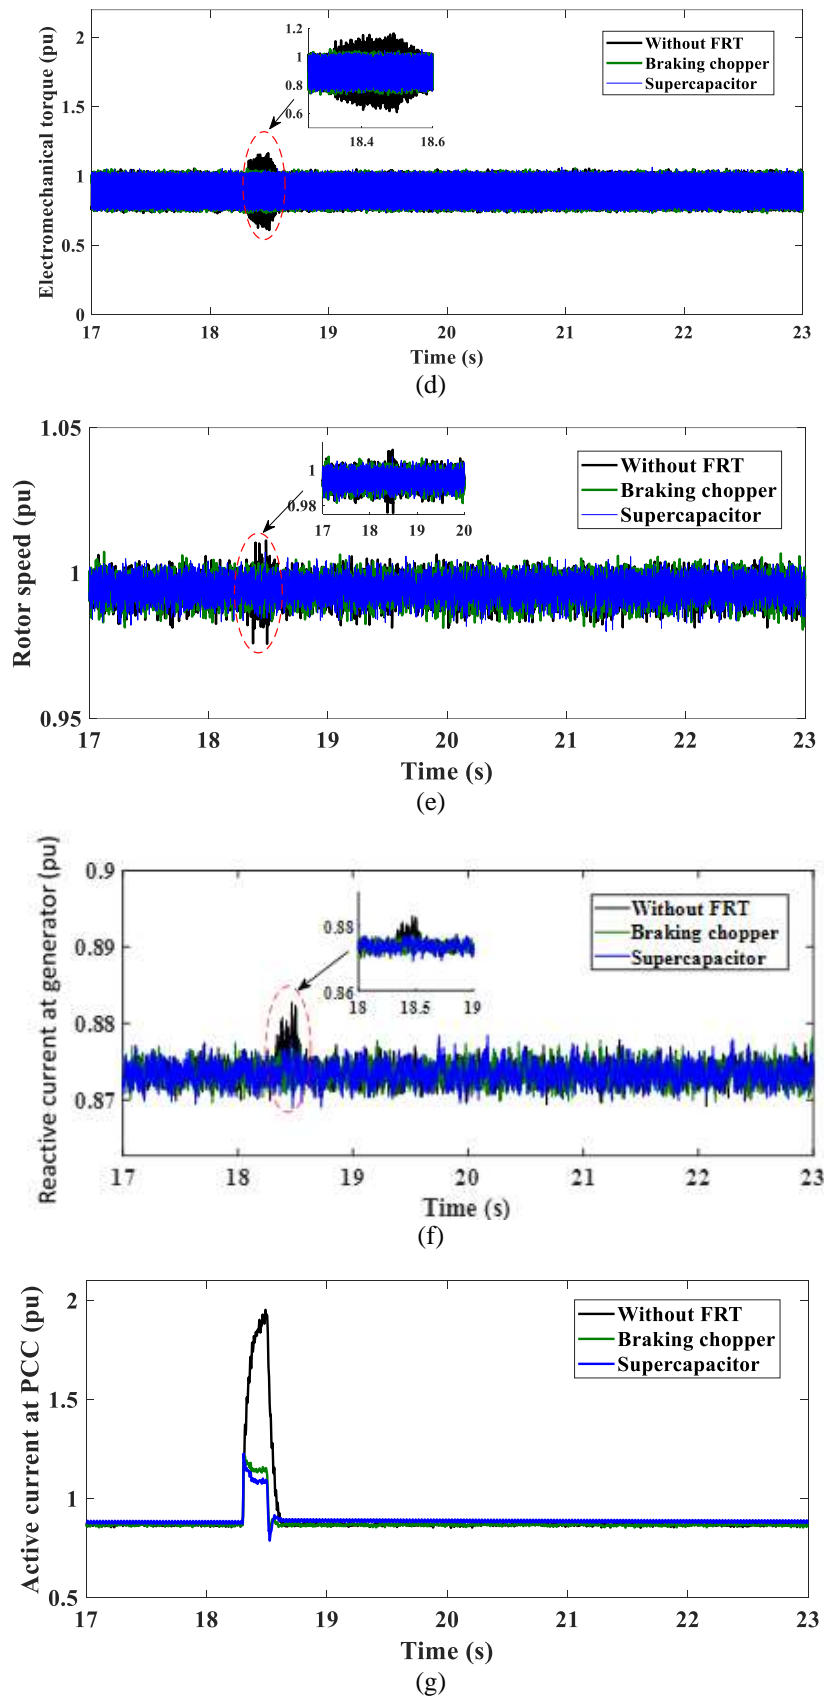 Electromechanical torque (pu)
2
1.5
1
0.5
0
1.2
1
0.8
0.6
18.4 18.6
Without FRT
Braking chopper
Supercapacitor
17 18 19 20 21 22 23
Time (s)
(d)
Rotor speed (pu)
1.05
1
0.95
1
0.98
17 18 19 20
Without FRT
Braking chopper
Supercapacitor
17 18 19 20 21 22 23
Time (s)
(e)
Reactive current at generator (pu)
0.9
0.89
0.88
0.87
0.88
0.86
18 18.5 19
Without FRT
Braking chopper
Supercapacitor
17 18 19 20 21 22 23
Time (s)
(f)
Active current at PCC (pu)
2
1.5
1
0.5
Without FRT
Braking chopper
Supercapacitor
17 18 19 20 21 22 23
Time (s)
(g)